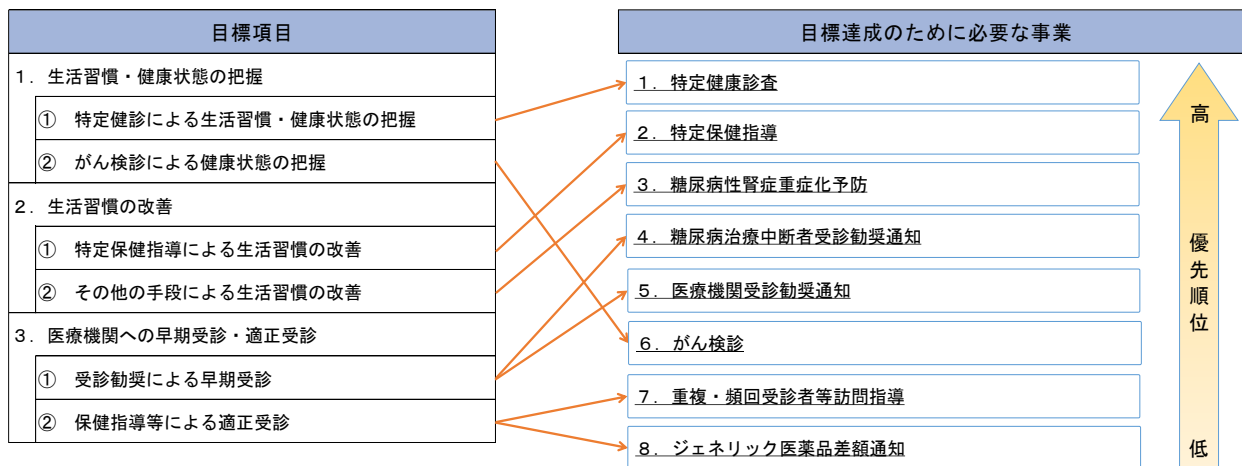 目標項目
1．生活習慣・健康状態の把握
①　特定健診による生活習慣・健康状態の把握
②　がん検診による健康状態の把握
2．生活習慣の改善
①　特定保健指導による生活習慣の改善
②　その他の手段による生活習慣の改善
3．医療機関への早期受診・適正受診
①　受診勧奨による早期受診
②　保健指導等による適正受診
目標達成のために必要な事業
1．特定健康診査
2．特定保健指導
3．糖尿病性腎症重症化予防
4．糖尿病治療中断者受診勧奨通知
5．医療機関受診勧奨通知
6．がん検診
7．重複・頻回受診者等訪問指導
8．ジェネリック医薬品差額通知
高
優先順位
低